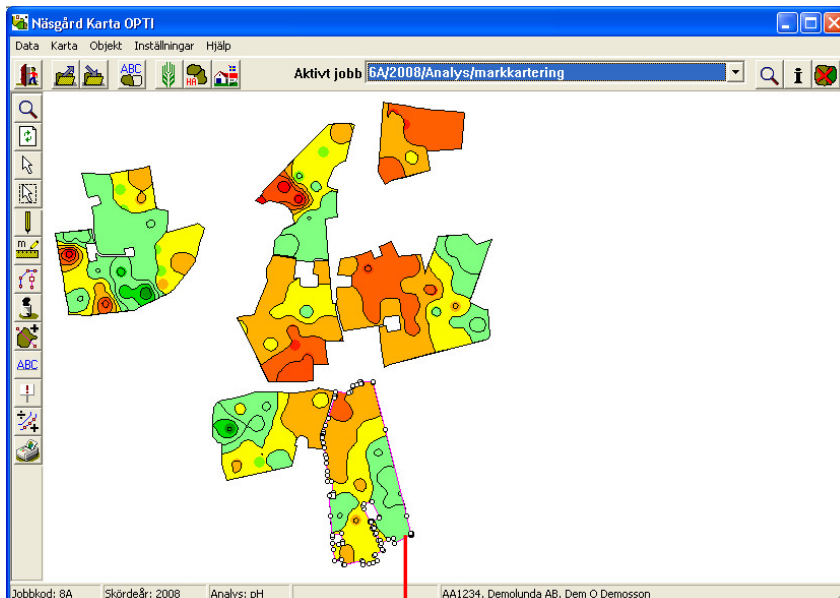 Näsgård Karta OPTI
Data Karta Objekt Inställningar Hjälp
ABC HA Aktivt jobb 6A/2008/Analys/markkartering i
m
ABC
Jobbkod: 8A Skördeår: 2008 Analys: pH AA1234, Demolunda AB, Dem O Demosson